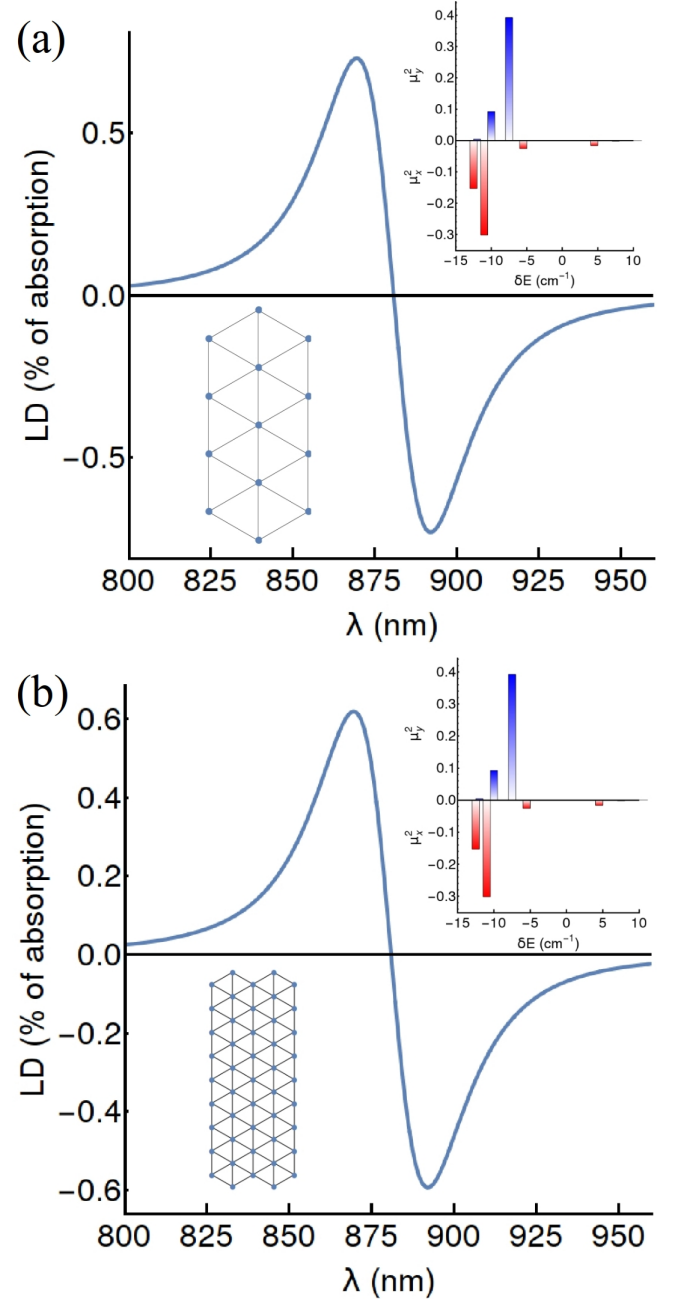 (a)
LD (% of absorption)
0.5
0.0
−0.5
800 825 850 875 900 925 950
λ (nm)
μ²y
μ²x
0.4
0.3
0.2
0.1
0.0
−0.1
−0.2
−0.3
−15 −10 −5 0 5 10
δE (cm⁻¹)
(b)
LD (% of absorption)
0.6
0.4
0.2
0.0
−0.2
−0.4
−0.6
800 825 850 875 900 925 950
λ (nm)
μ²y
μ²x
0.4
0.3
0.2
0.1
0.0
−0.1
−0.2
−0.3
−15 −10 −5 0 5 10
δE (cm⁻¹)